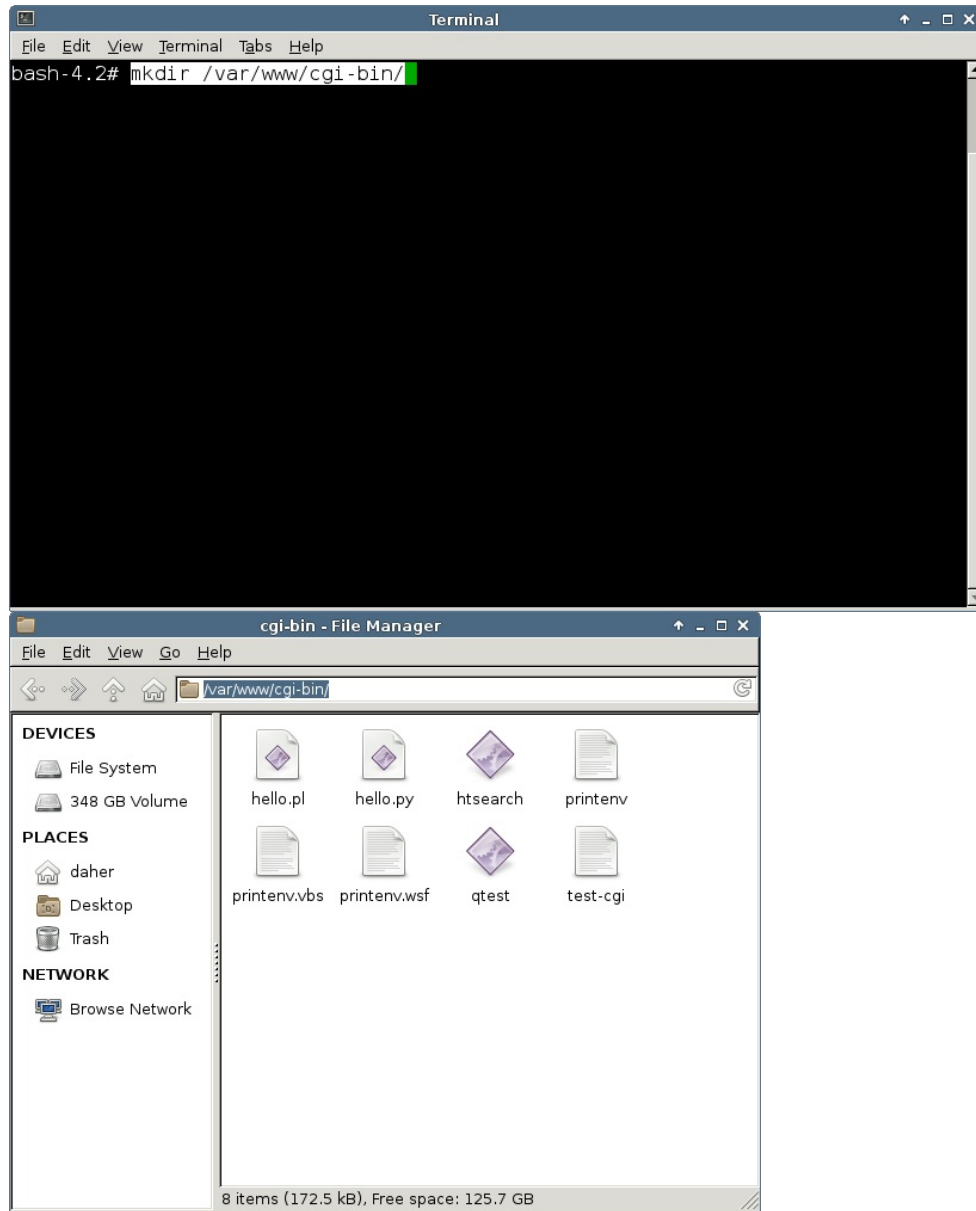 Terminal
File Edit View Terminal Tabs Help
bash-4.2# mkdir /var/www/cgi-bin/
cgi-bin - File Manager
File Edit View Go Help
/var/www/cgi-bin/
DEVICES
File System
348 GB Volume
PLACES
daher
Desktop
Trash
NETWORK
Browse Network
hello.pl hello.py htsearch printenv
printenv.vbs printenv.wsf qtest test-cgi
8 items (172.5 kB), Free space: 125.7 GB